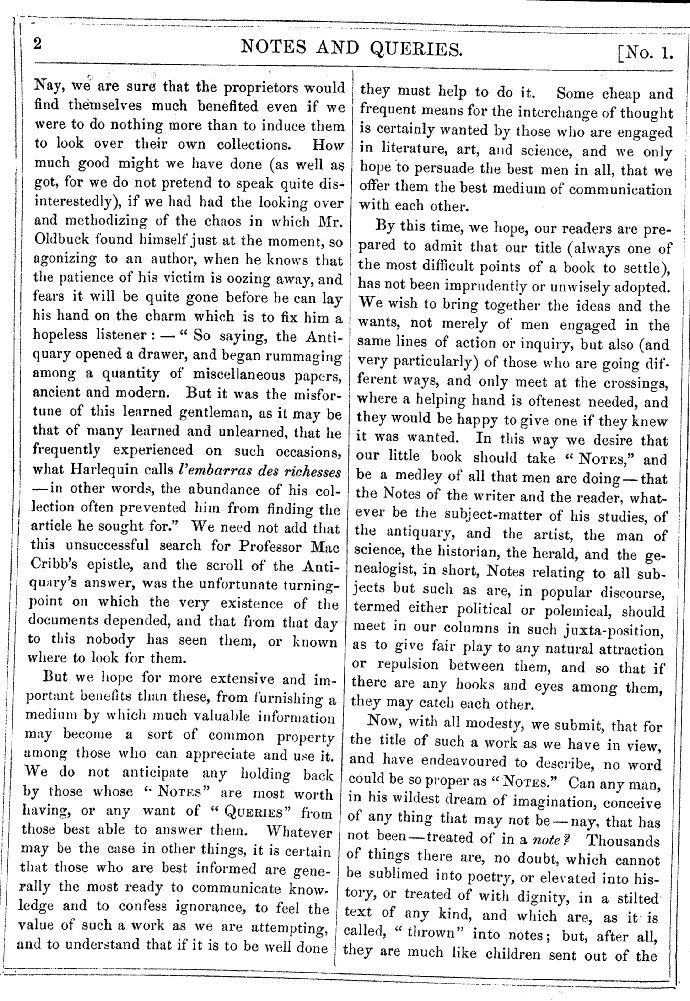 2
NOTES AND QUERIES.
[No. 1.
Nay, we are sure that the proprietors would
find themselves much benefited even if we
were to do nothing more than to induce them
to look over their own collections. How
much good might we have done (as well as
got, for we do not pretend to speak quite dis-
interestedly), if we had had the looking over
and methodizing of the chaos in which Mr.
Oldbuck found himself just at the moment, so
agonizing to an author, when he knows that
the patience of his victim is oozing away, and
fears it will be quite gone before he can lay
his hand on the charm which is to fix him a
hopeless listener : — “ So saying, the Anti-
quary opened a drawer, and began rummaging
among a quantity of miscellaneous papers,
ancient and modern. But it was the misfor-
tune of this learned gentleman, as it may be
that of many learned and unlearned, that he
frequently experienced on such occasions,
what Harlequin calls l'embarras des richesses
—in other words, the abundance of his col-
lection often prevented him from finding the
article he sought for.” We need not add that
this unsuccessful search for Professor Mac
Cribb's epistle, and the scroll of the Anti-
quary's answer, was the unfortunate turning-
point on which the very existence of the
documents depended, and that from that day
to this nobody has seen them, or known
where to look for them.
But we hope for more extensive and im-
portant benefits than these, from furnishing a
medium by which much valuable information
may become a sort of common property
among those who can appreciate and use it.
We do not anticipate any holding back
by those whose “ NOTES” are most worth
having, or any want of “ QUERIES” from
those best able to answer them. Whatever
may be the case in other things, it is certain
that those who are best informed are gene-
rally the most ready to communicate know-
ledge and to confess ignorance, to feel the
value of such a work as we are attempting,
and to understand that if it is to be well done
they must help to do it. Some cheap and
frequent means for the interchange of thought
is certainly wanted by those who are engaged
in literature, art, and science, and we only
hope to persuade the best men in all, that we
offer them the best medium of communication
with each other.
By this time, we hope, our readers are pre-
pared to admit that our title (always one of
the most difficult points of a book to settle),
has not been imprudently or unwisely adopted.
We wish to bring together the ideas and the
wants, not merely of men engaged in the
same lines of action or inquiry, but also (and
very particularly) of those who are going dif-
ferent ways, and only meet at the crossings,
where a helping hand is oftenest needed, and
they would be happy to give one if they knew
it was wanted. In this way we desire that
our little book should take “ NOTES,” and
be a medley of all that men are doing—that
the Notes of the writer and the reader, what-
ever be the subject-matter of his studies, of
the antiquary, and the artist, the man of
science, the historian, the herald, and the ge-
nealogist, in short, Notes relating to all sub-
jects but such as are, in popular discourse,
termed either political or polemical, should
meet in our columns in such juxta-position,
as to give fair play to any natural attraction
or repulsion between them, and so that if
there are any hooks and eyes among them,
they may catch each other.
Now, with all modesty, we submit, that for
the title of such a work as we have in view,
and have endeavoured to describe, no word
could be so proper as “ NOTES.” Can any man,
in his wildest dream of imagination, conceive
of any thing that may not be—nay, that has
not been—treated of in a note? Thousands
of things there are, no doubt, which cannot
be sublimed into poetry, or elevated into his-
tory, or treated of with dignity, in a stilted
text of any kind, and which are, as it is
called, “ thrown” into notes; but, after all,
they are much like children sent out of the